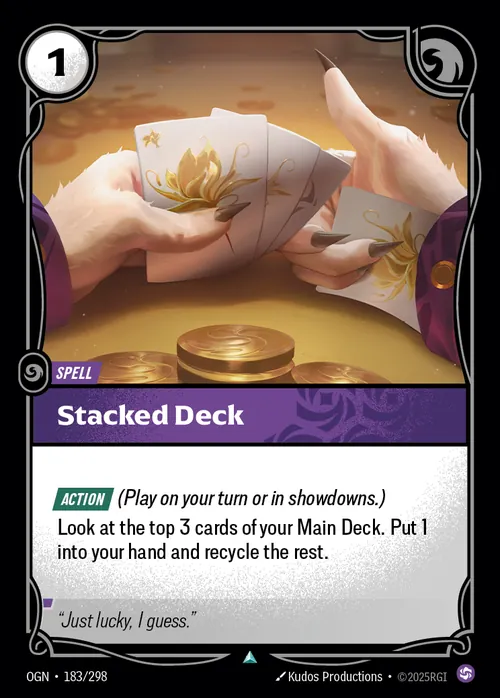 1
SPELL
Stacked Deck
ACTION (Play on your turn or in showdowns.)
Look at the top 3 cards of your Main Deck. Put 1
into your hand and recycle the rest.
“Just lucky, I guess.”
OGN • 183/298
Kudos Productions • ©2025RGI